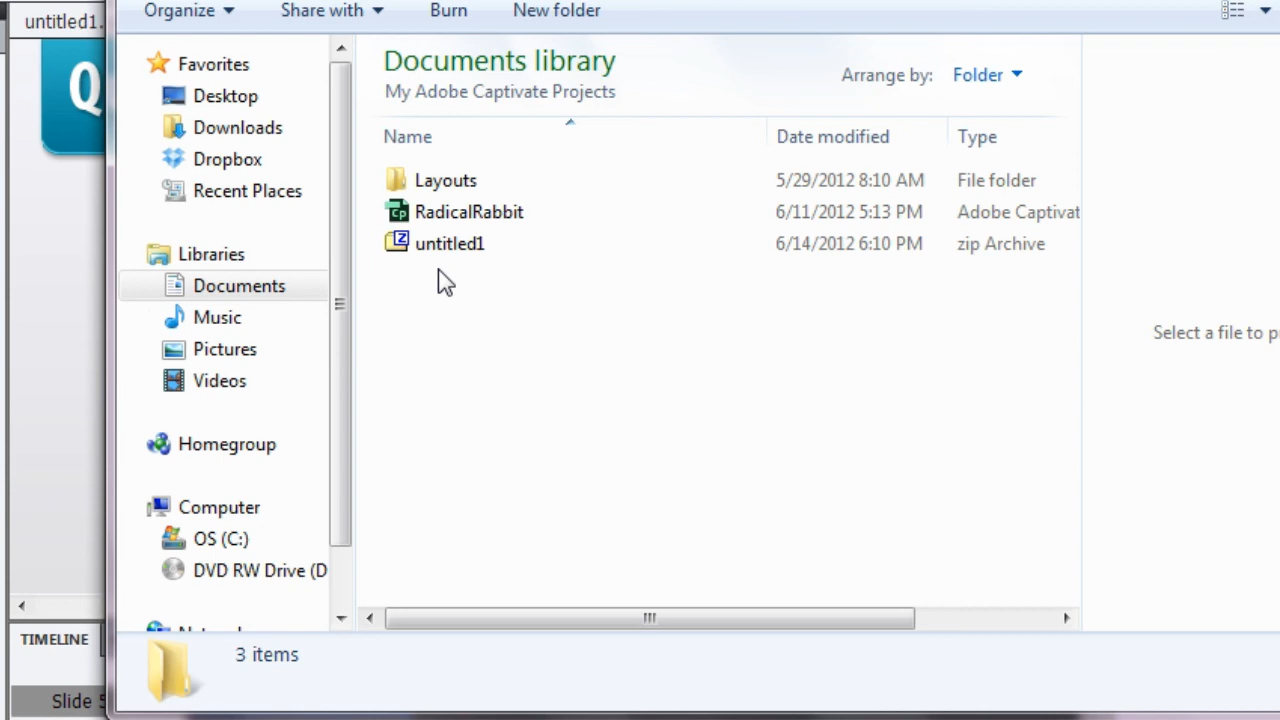 Organize
Share with
Burn
New folder
untitled1.
Q
Favorites
Desktop
Downloads
Dropbox
Recent Places
Libraries
Documents
Music
Pictures
Videos
Homegroup
Computer
OS (C:)
DVD RW Drive (D
Documents library
My Adobe Captivate Projects
Arrange by: Folder
Name Date modified Type
Layouts 5/29/2012 8:10 AM File folder
Cp RadicalRabbit 6/11/2012 5:13 PM Adobe Captivat
Z untitled1 6/14/2012 6:10 PM zip Archive
Select a file to p
3 items
TIMELINE
Slide 5